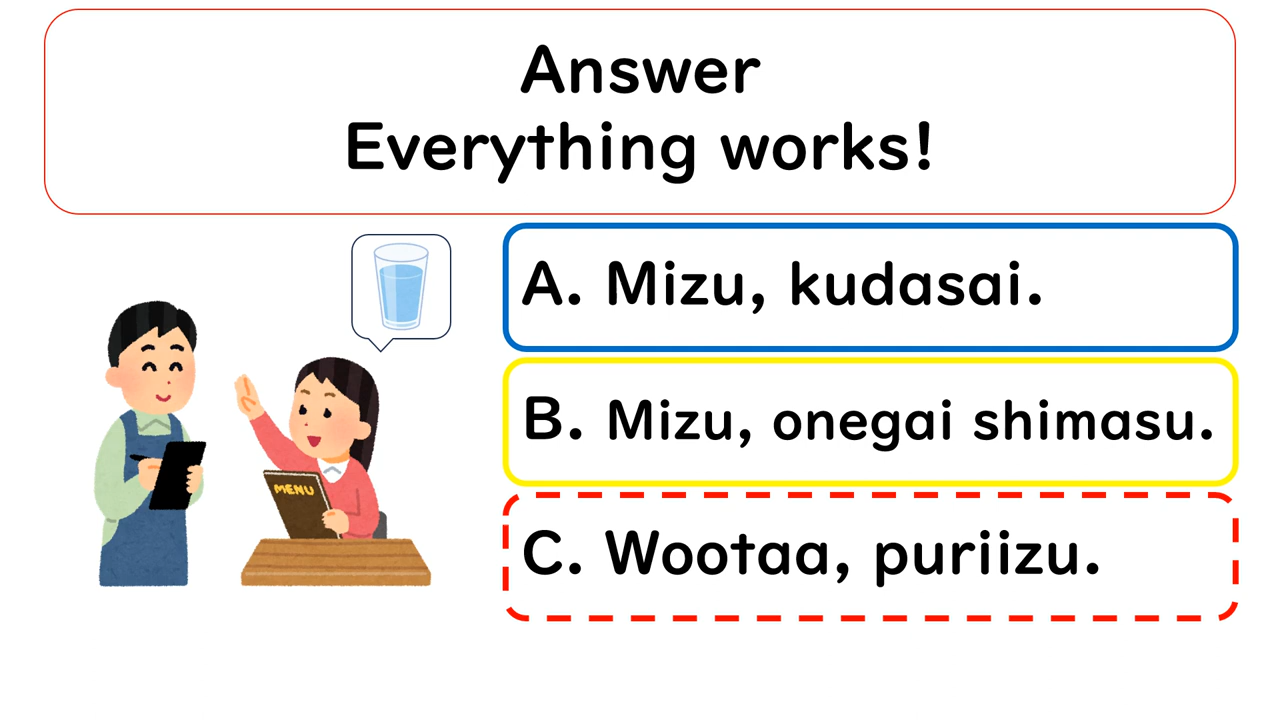 Answer
Everything works!
A. Mizu, kudasai.
B. Mizu, onegai shimasu.
MENU
C. Wootaa, puriizu.